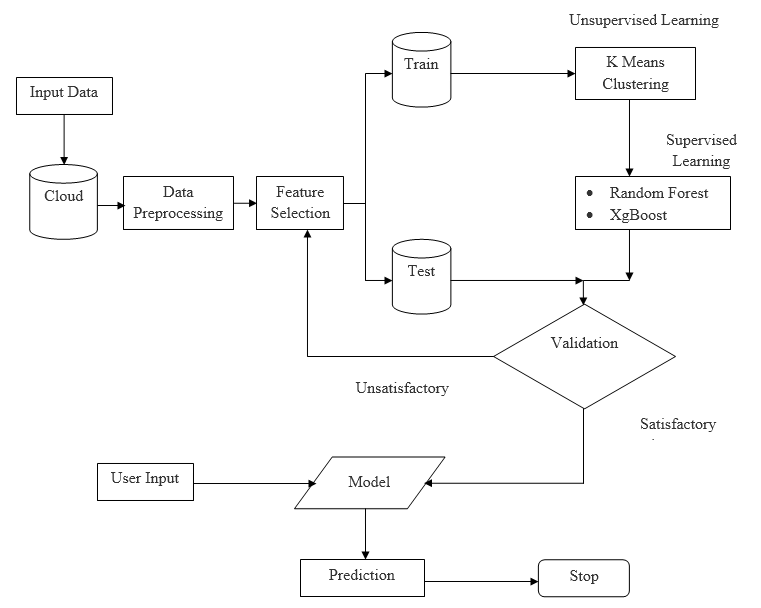 Unsupervised Learning
Train
K Means
Clustering
Input Data
Supervised
Learning
Cloud
Data
Preprocessing
Feature
Selection
• Random Forest
• XgBoost
Test
Validation
Unsatisfactory
Satisfactory
User Input
Model
Prediction
Stop